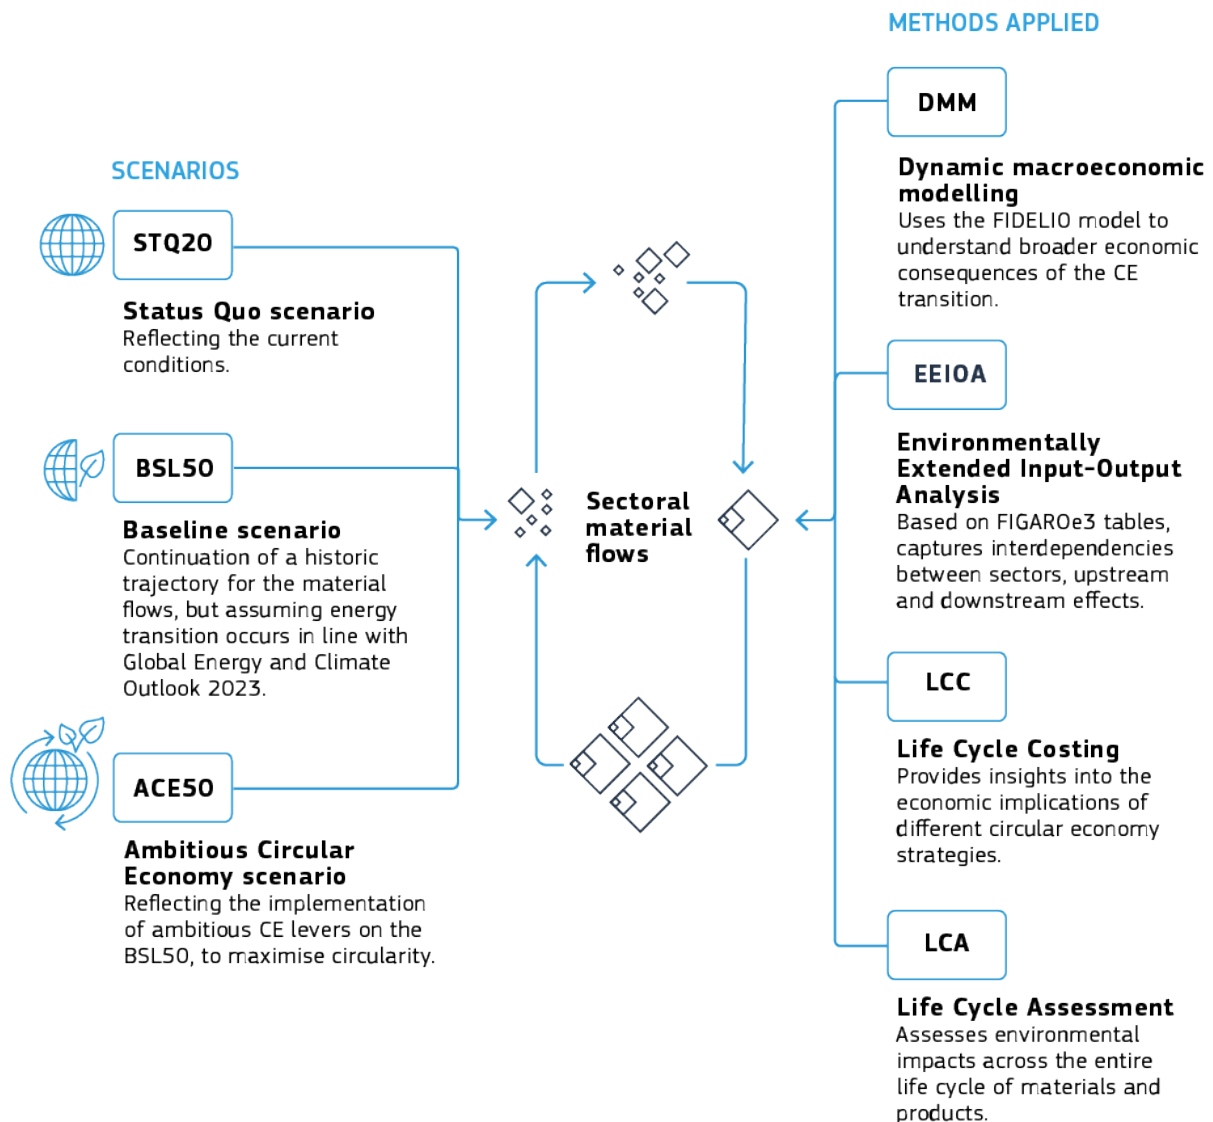 SCENARIOS
STQ20
Status Quo scenario
Reflecting the current
conditions.
BSL50
Baseline scenario
Continuation of a historic
trajectory for the material
flows, but assuming energy
transition occurs in line with
Global Energy and Climate
Outlook 2023.
ACE50
Ambitious Circular
Economy scenario
Reflecting the implementation
of ambitious CE levers on the
BSL50, to maximise circularity.
Sectoral
material
flows
METHODS APPLIED
DMM
Dynamic macroeconomic
modelling
Uses the FIDELIO model to
understand broader economic
consequences of the CE
transition.
EEIOA
Environmentally
Extended Input-Output
Analysis
Based on FIGAROe3 tables,
captures interdependencies
between sectors, upstream
and downstream effects.
LCC
Life Cycle Costing
Provides insights into the
economic implications of
different circular economy
strategies.
LCA
Life Cycle Assessment
Assesses environmental
impacts across the entire
life cycle of materials and
products.